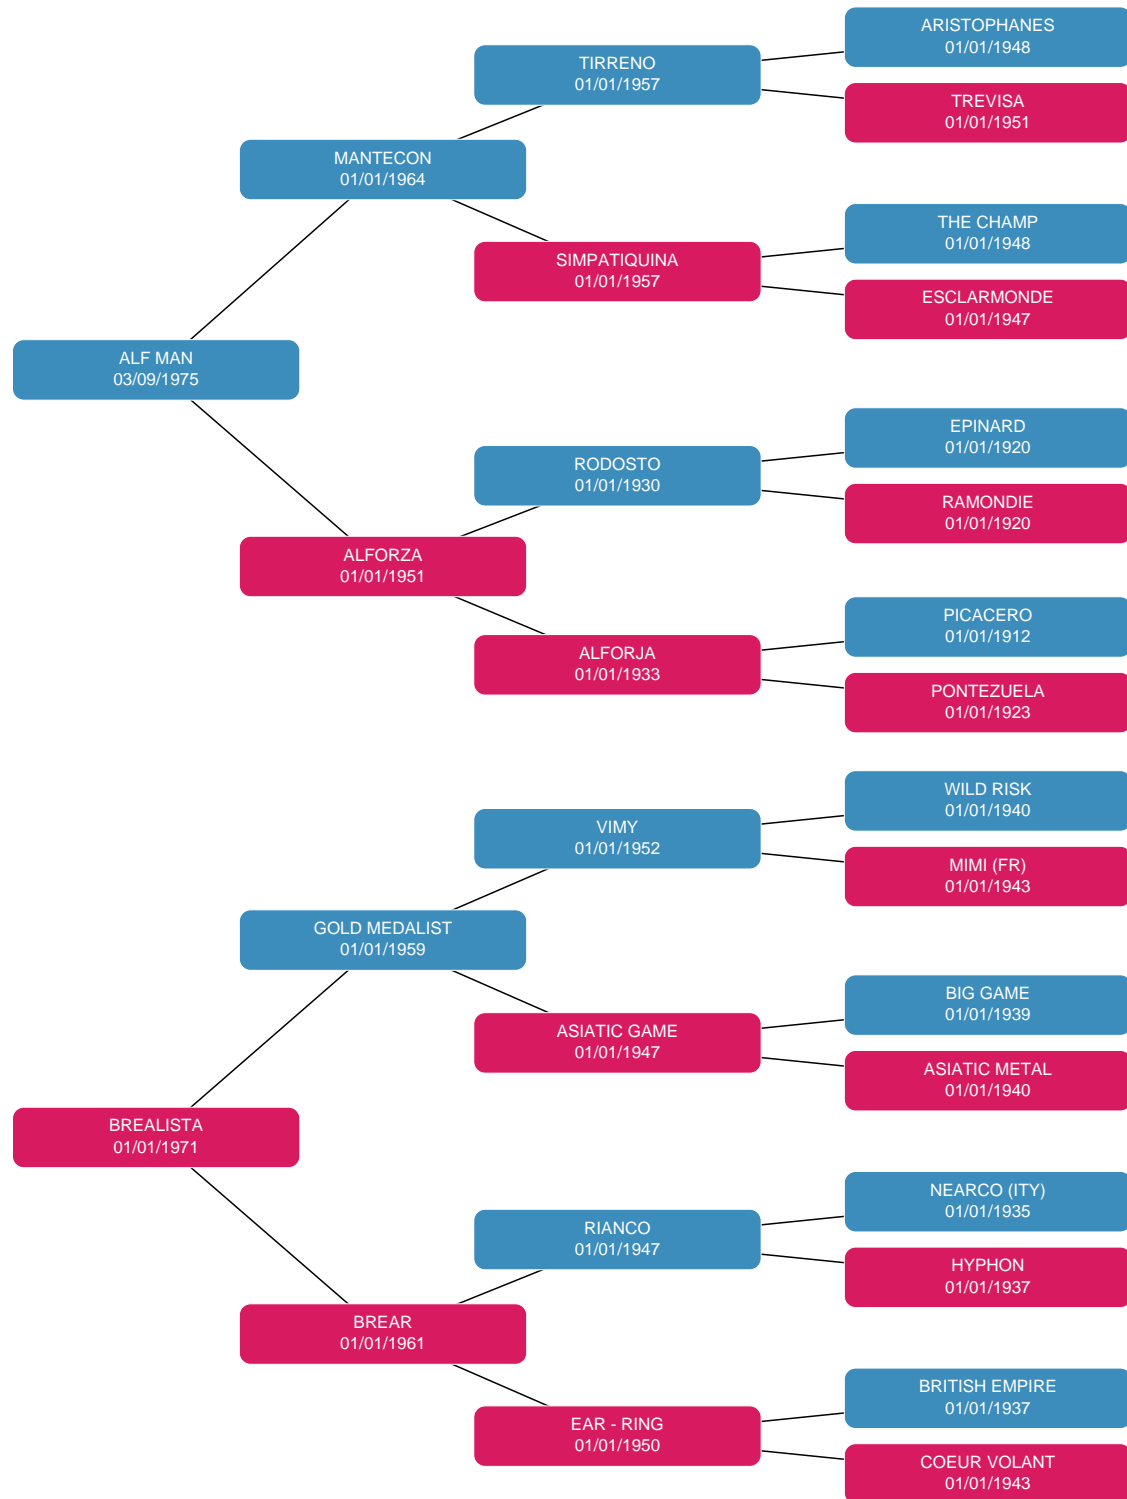 ARISTOPHANES
01/01/1948
TIRRENO
01/01/1957
TREVISA
01/01/1951
MANTECON
01/01/1964
THE CHAMP
01/01/1948
SIMPATIQUINA
01/01/1957
ESCLARMONDE
01/01/1947
ALF MAN
03/09/1975
EPINARD
01/01/1920
RODOSTO
01/01/1930
RAMONDIE
01/01/1920
ALFORZA
01/01/1951
PICACERO
01/01/1912
ALFORJA
01/01/1933
PONTEZUELA
01/01/1923
WILD RISK
01/01/1940
VIMY
01/01/1952
MIMI (FR)
01/01/1943
GOLD MEDALIST
01/01/1959
BIG GAME
01/01/1939
ASIATIC GAME
01/01/1947
ASIATIC METAL
01/01/1940
BREALISTA
01/01/1971
NEARCO (ITY)
01/01/1935
RIANCO
01/01/1947
HYPHON
01/01/1937
BREAR
01/01/1961
BRITISH EMPIRE
01/01/1937
EAR - RING
01/01/1950
COEUR VOLANT
01/01/1943